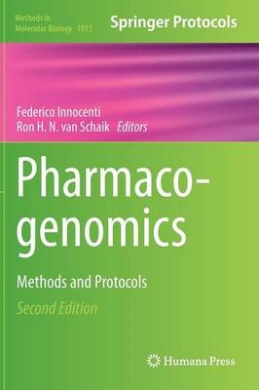 Methods in
Molecular Biology 1015
Springer Protocols
Federico Innocenti
Ron H. N. van Schaik Editors
Pharmaco-
genomics
Methods and Protocols
Second Edition
Humana Press